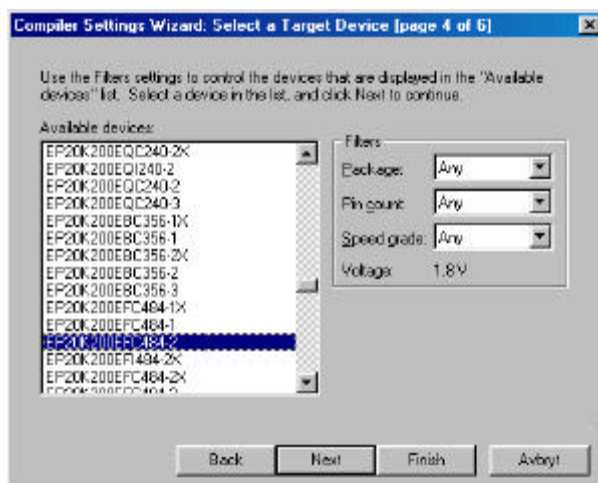 Compiler Settings Wizard: Select a Target Device [page 4 of 6]
Use the Filters settings to control the devices that are displayed in the "Available
devices" list. Select a device in the list, and click Next to continue.
Available devices:
EP20K200EQC240-2X
EP20K200EQI240-2
EP20K200EQC240-2
EP20K200EQC240-3
EP20K200EBC356-1X
EP20K200EBC356-1
EP20K200EBC356-2X
EP20K200EBC356-2
EP20K200EBC356-3
EP20K200EFC484-1X
EP20K200EFC484-1
EP20K200EFC484-2
EP20K200EFI484-2X
EP20K200EFC484-2X
Filters
Package: Any
Pin count: Any
Speed grade: Any
Voltage: 1.8V
Back Next Finish Avbryt